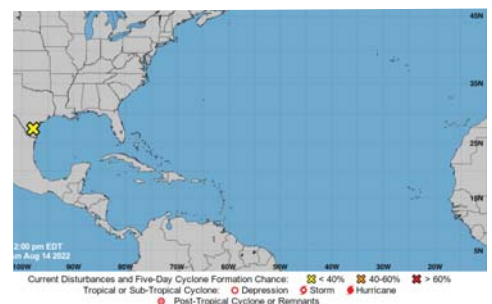 45N
35N
25N
15N
5N
2:00 pm EDT
un Aug 14 2022
100W 90W 80W 70W 60W 50W 40W 30W 20W
Current Disturbances and Five-Day Cyclone Formation Chance: < 40% 40-60% > 60%
Tropical or Sub-Tropical Cyclone: Depression Storm Hurricane
Post-Tropical Cyclone or Remnants